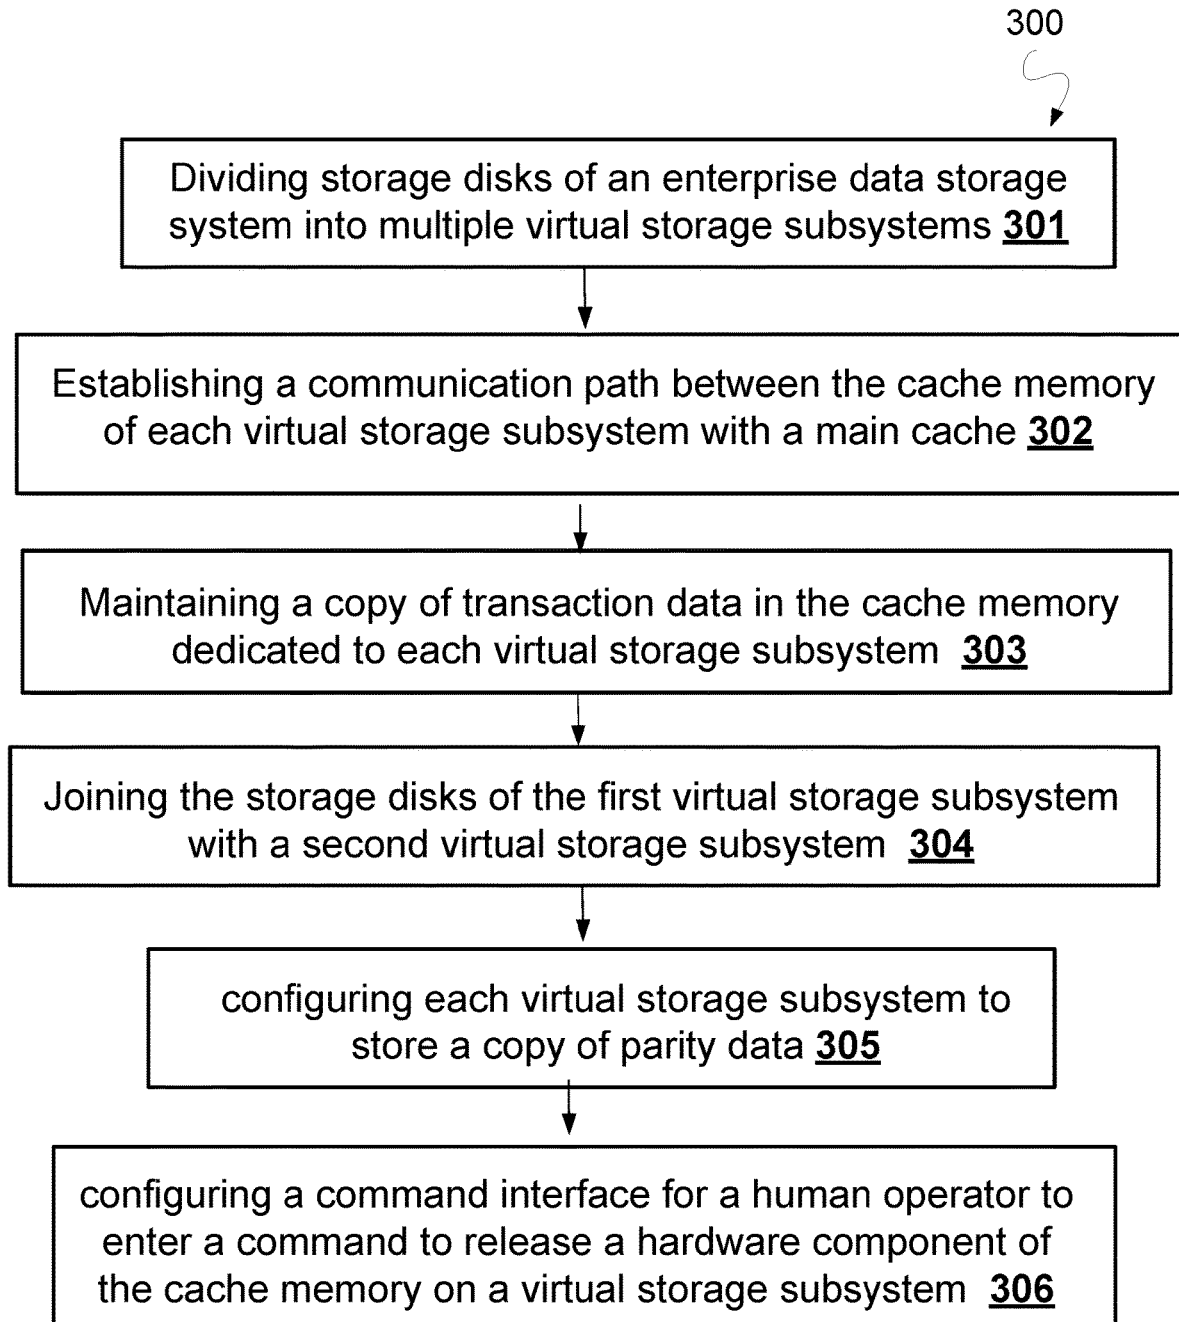 300
Dividing storage disks of an enterprise data storage
system into multiple virtual storage subsystems 301
Establishing a communication path between the cache memory
of each virtual storage subsystem with a main cache 302
Maintaining a copy of transaction data in the cache memory
dedicated to each virtual storage subsystem 303
Joining the storage disks of the first virtual storage subsystem
with a second virtual storage subsystem 304
configuring each virtual storage subsystem to
store a copy of parity data 305
configuring a command interface for a human operator to
enter a command to release a hardware component of
the cache memory on a virtual storage subsystem 306